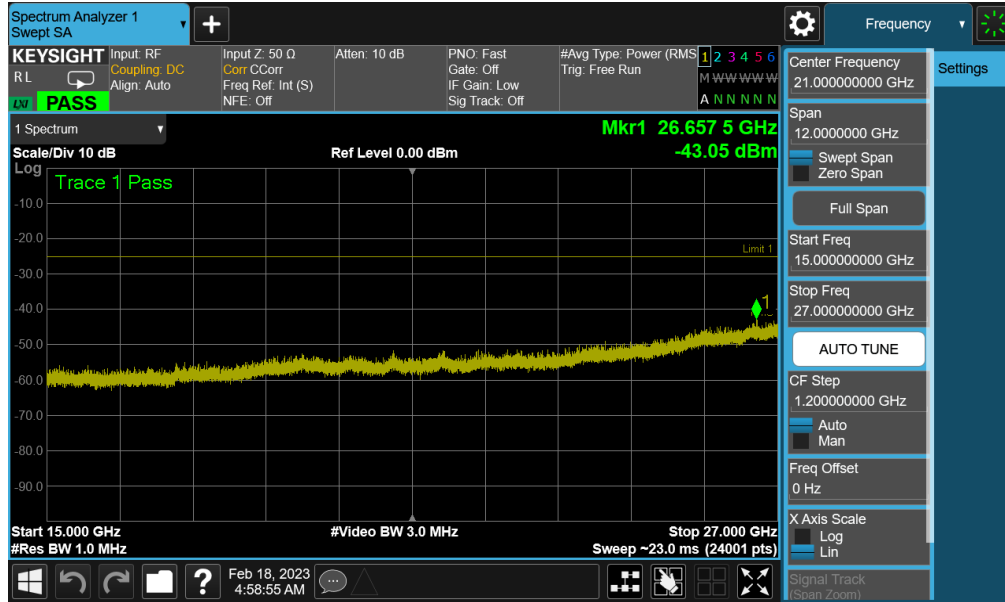 Spectrum Analyzer 1
Swept SA
+
Frequency
KEYSIGHT
R L
LXI
PASS
Input: RF
Coupling: DC
Align: Auto
Input Z: 50 Ω
Corr CCorr
Freq Ref: Int (S)
NFE: Off
Atten: 10 dB
PNO: Fast
Gate: Off
IF Gain: Low
Sig Track: Off
#Avg Type: Power (RMS
Trig: Free Run
1 2 3 4 5 6
M W W W W W
A N N N N N
1 Spectrum
Mkr1 26.657 5 GHz
-43.05 dBm
Scale/Div 10 dB
Ref Level 0.00 dBm
Log
Trace 1 Pass
-10.0
-20.0
Limit 1
-30.0
-40.0
1
-50.0
-60.0
-70.0
-80.0
-90.0
Start 15.000 GHz
#Video BW 3.0 MHz
Stop 27.000 GHz
#Res BW 1.0 MHz
Sweep ~23.0 ms (24001 pts)
Center Frequency
21.000000000 GHz
Span
12.0000000 GHz
Swept Span
Zero Span
Full Span
Start Freq
15.000000000 GHz
Stop Freq
27.000000000 GHz
AUTO TUNE
CF Step
1.200000000 GHz
Auto
Man
Freq Offset
0 Hz
X Axis Scale
Log
Lin
Signal Track
(Span Zoom)
Settings
?
Feb 18, 2023
4:58:55 AM